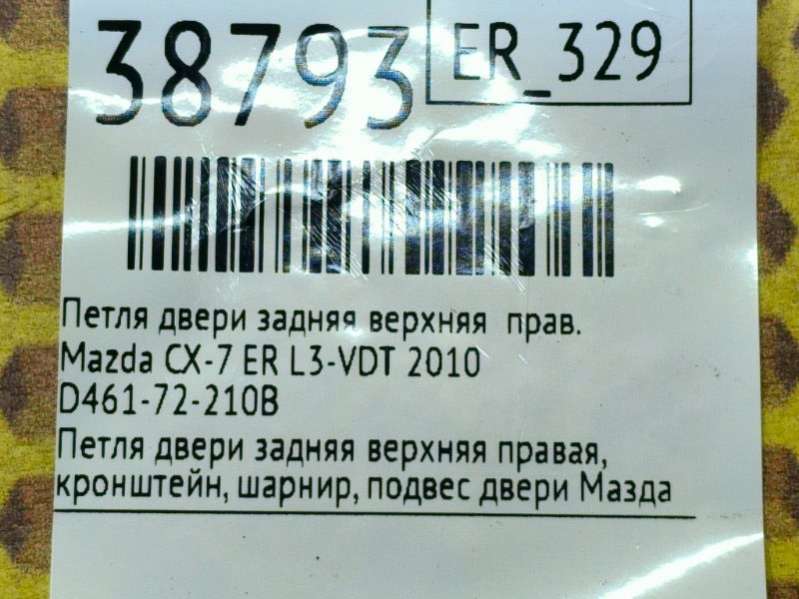 38793
ER_329
Петля двери задняя верхняя прав.
Mazda CX-7 ER L3-VDT 2010
D461-72-210B
Петля двери задняя верхняя правая,
кронштейн, шарнир, подвес двери Мазда